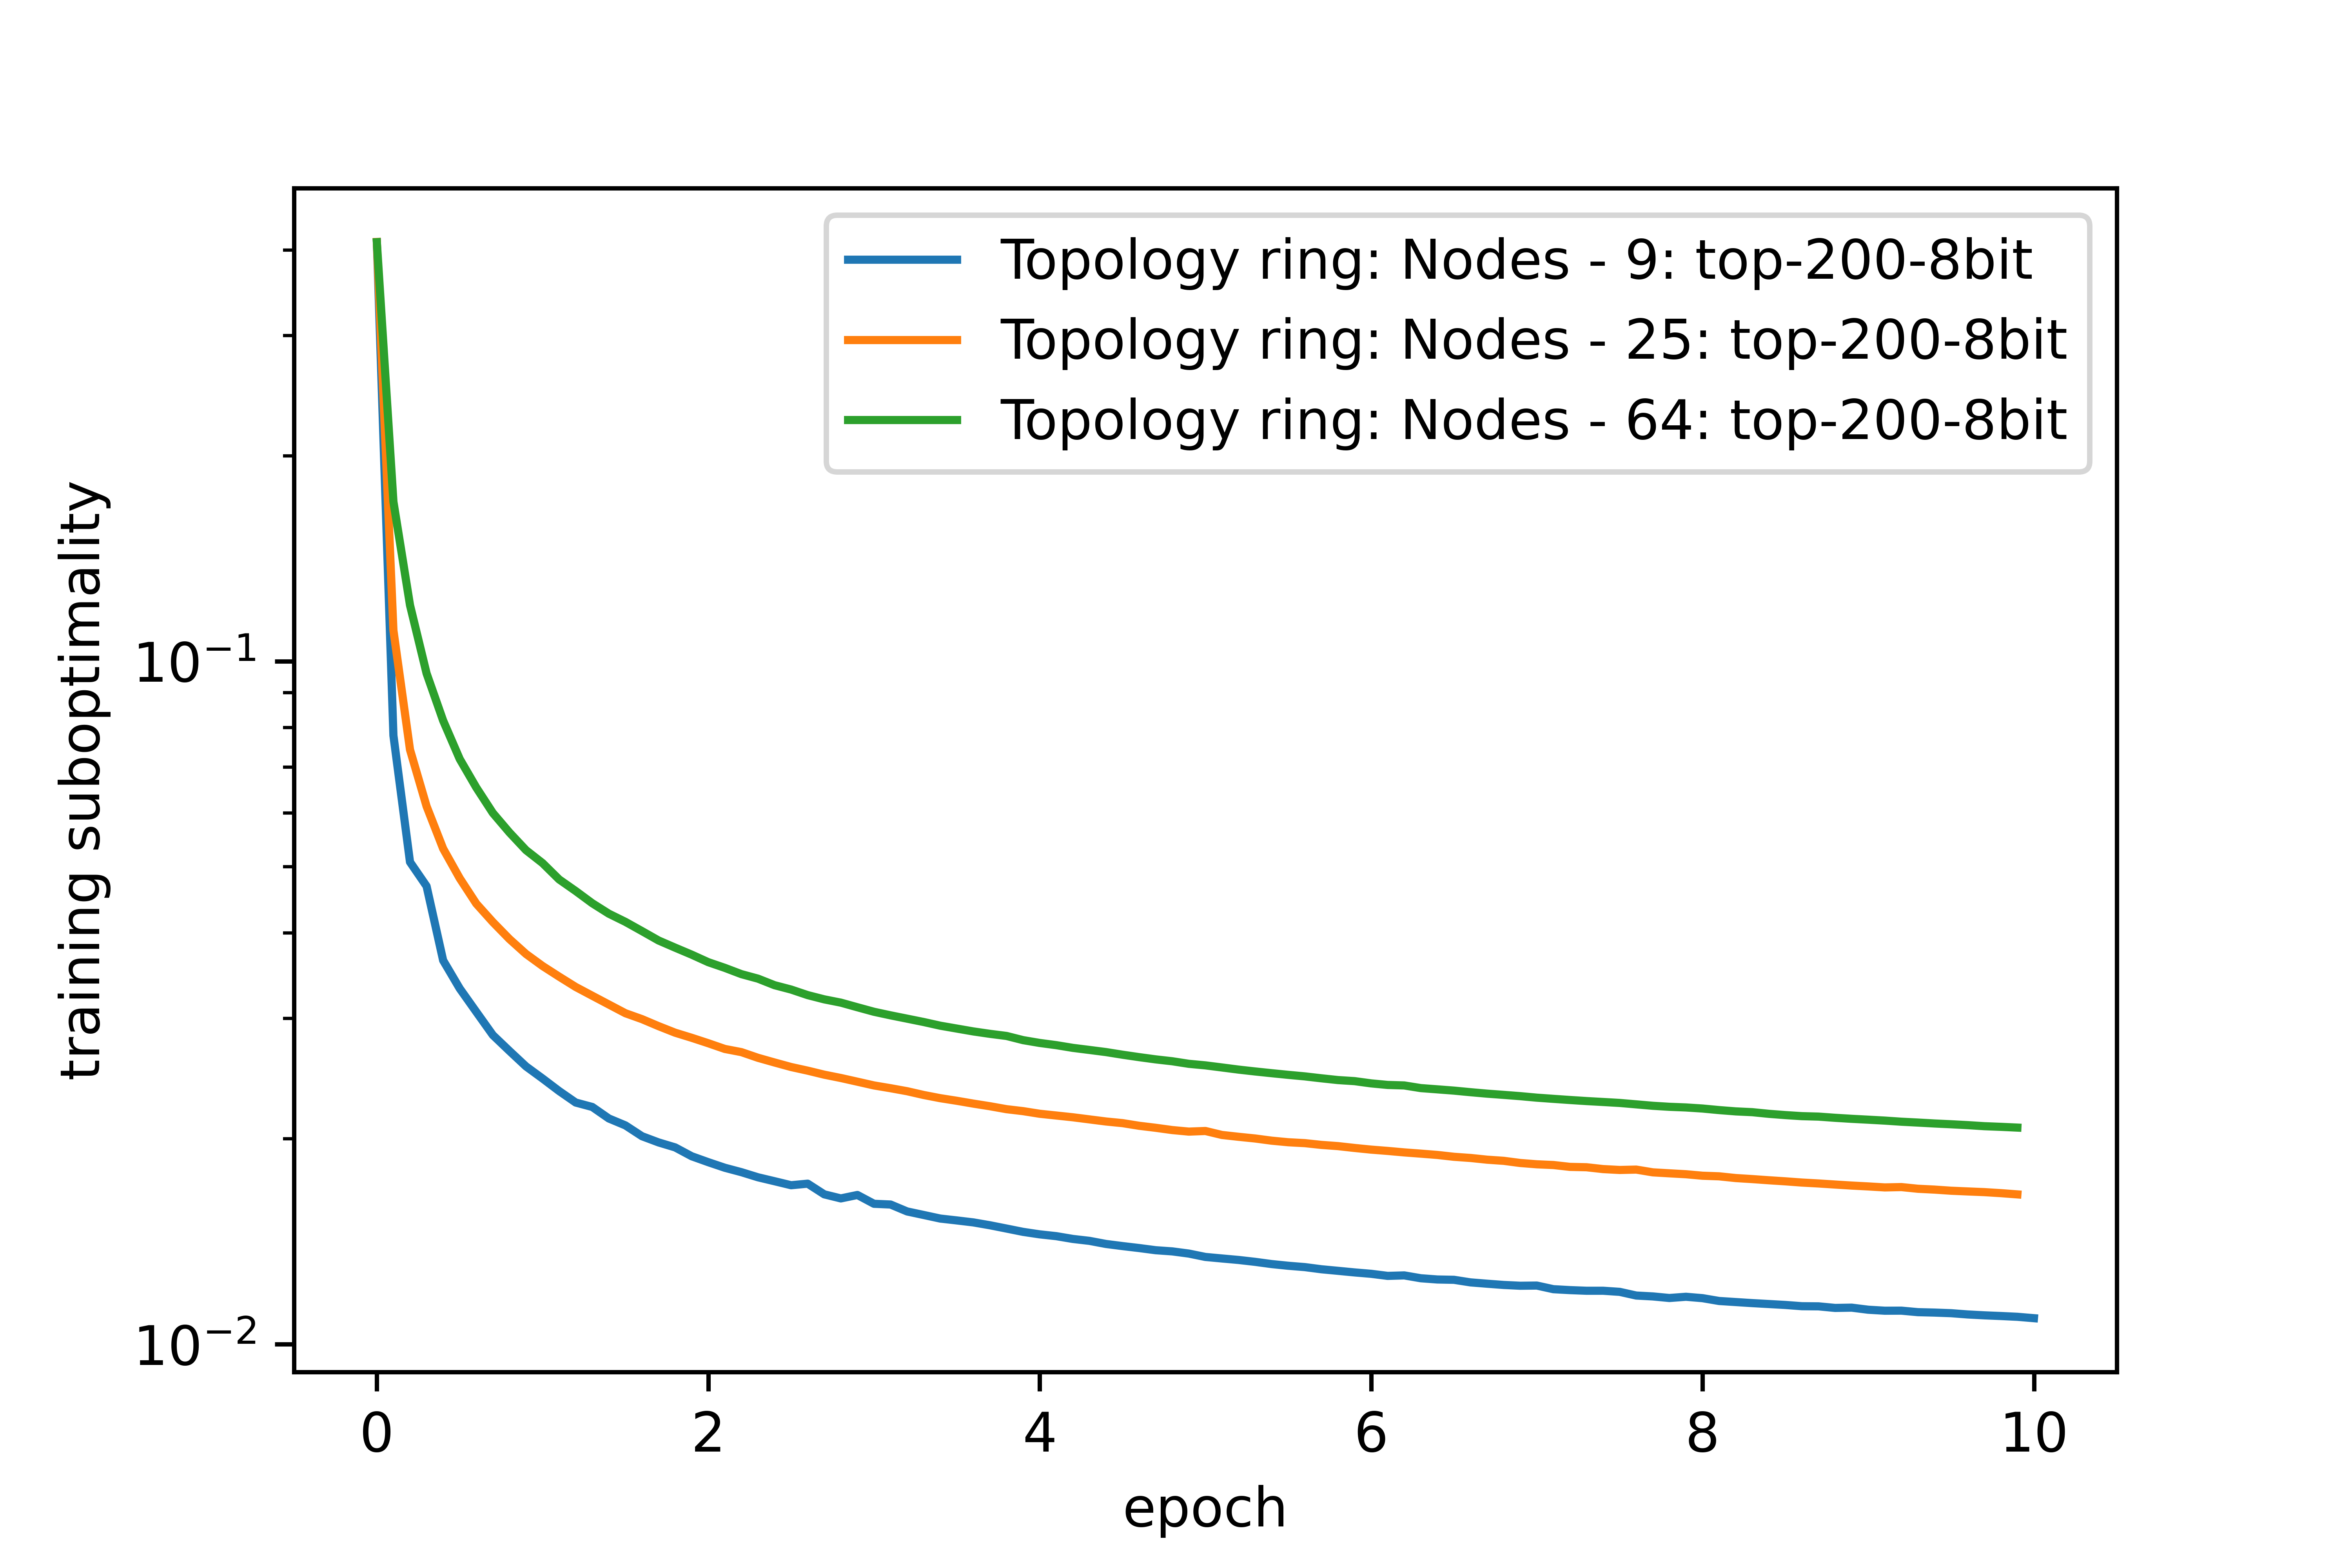 Topology ring: Nodes - 9: top-200-8bit
Topology ring: Nodes - 25: top-200-8bit
Topology ring: Nodes - 64: top-200-8bit
training suboptimality
10⁻¹
10⁻²
0 2 4 6 8 10
epoch